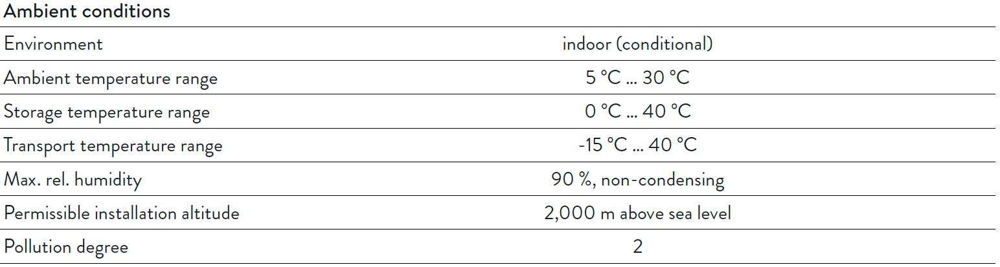 Ambient conditions
Environment indoor (conditional)
Ambient temperature range 5 °C ... 30 °C
Storage temperature range 0 °C ... 40 °C
Transport temperature range -15 °C ... 40 °C
Max. rel. humidity 90 %, non-condensing
Permissible installation altitude 2,000 m above sea level
Pollution degree 2